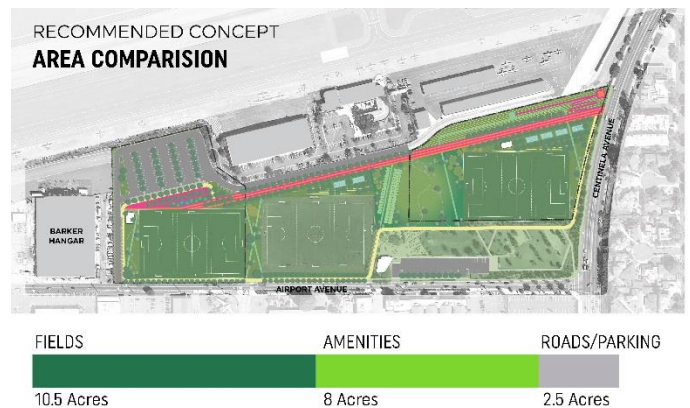 RECOMMENDED CONCEPT
AREA COMPARISION
CENTINELA AVENUE
BARKER
HANGAR
AIRPORT AVENUE
FIELDS
AMENITIES
ROADS/PARKING
10.5 Acres
8 Acres
2.5 Acres